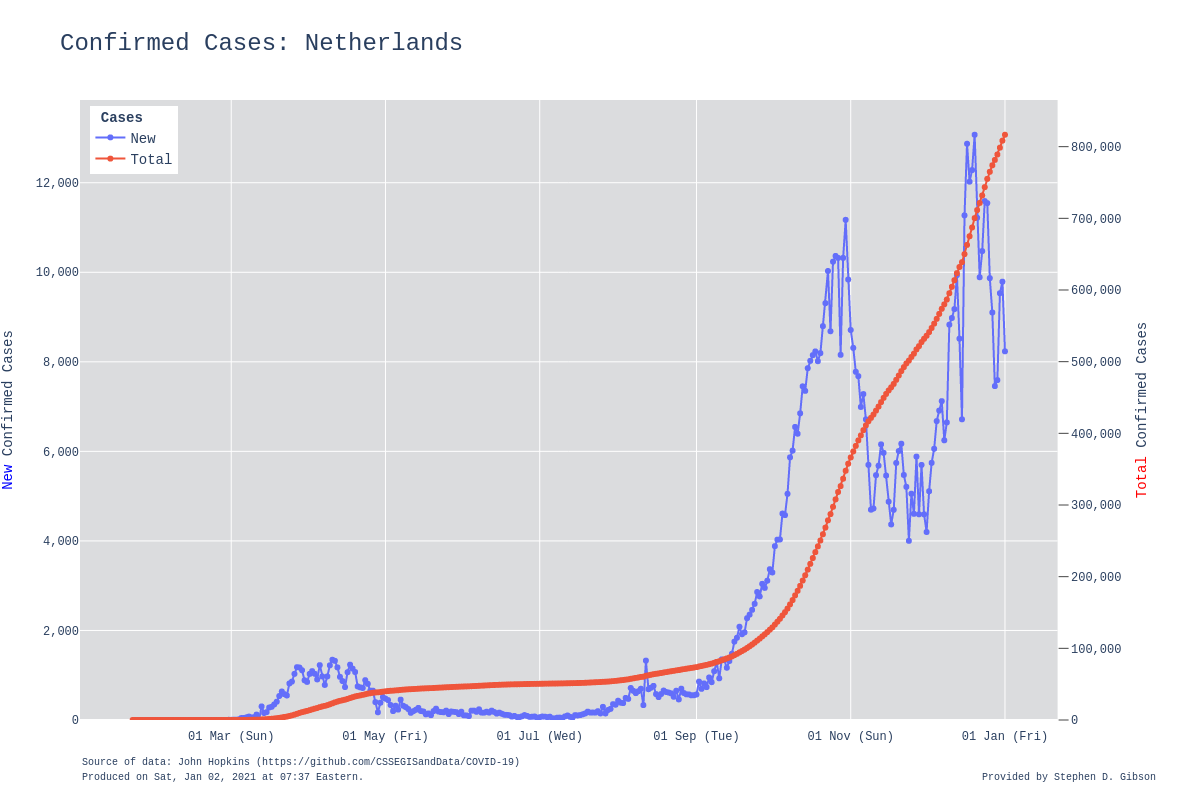 Confirmed Cases: Netherlands
Cases
New
Total
12,000
10,000
8,000
6,000
4,000
2,000
0
New Confirmed Cases
800,000
700,000
600,000
500,000
400,000
300,000
200,000
100,000
0
Total Confirmed Cases
01 Mar (Sun) 01 May (Fri) 01 Jul (Wed) 01 Sep (Tue) 01 Nov (Sun) 01 Jan (Fri)
Source of data: John Hopkins (https://github.com/CSSEGISandData/COVID-19)
Produced on Sat, Jan 02, 2021 at 07:37 Eastern.
Provided by Stephen D. Gibson